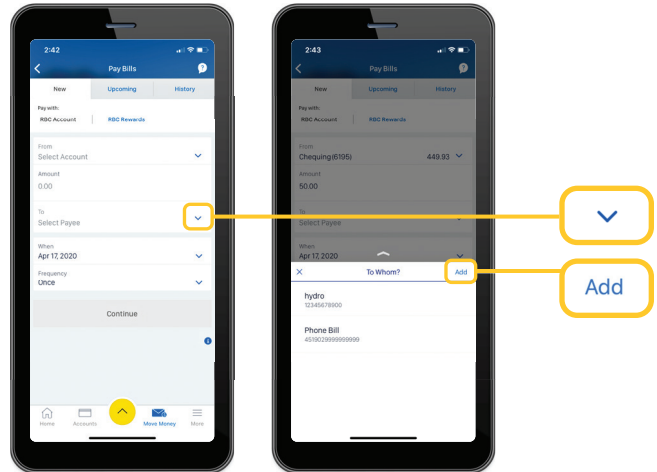 2:42
Pay Bills
?
New Upcoming History
Pay with:
RBC Account RBC Rewards
From
Select Account
Amount
0.00
To
Select Payee
When
Apr 17, 2020
Frequency
Once
Continue
i
Home Accounts Move Money More
2:43
Pay Bills
?
New Upcoming History
Pay with:
RBC Account RBC Rewards
From
Chequing(6195) 449.93
Amount
50.00
To
Select Payee
When
Apr 17, 2020
To Whom? Add
hydro
12345678900
Phone Bill
4519029999999999
Add